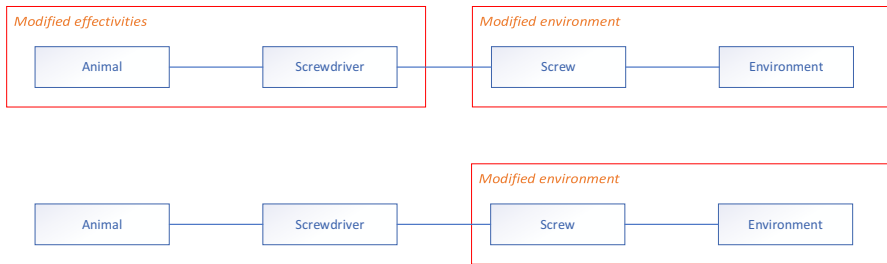 Modified effectivities
Modified environment
Animal
Screwdriver
Screw
Environment
Modified environment
Animal
Screwdriver
Screw
Environment